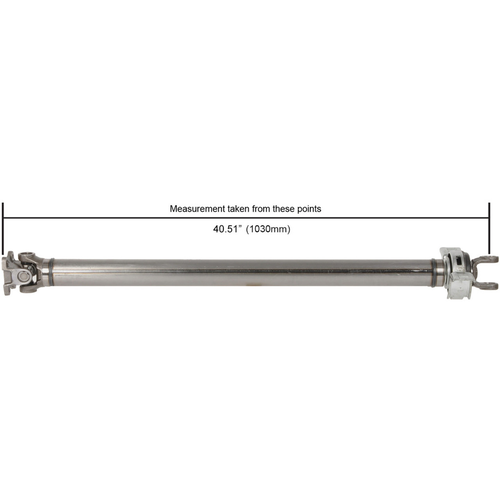 Measurement taken from these points
40.51" (1030mm)